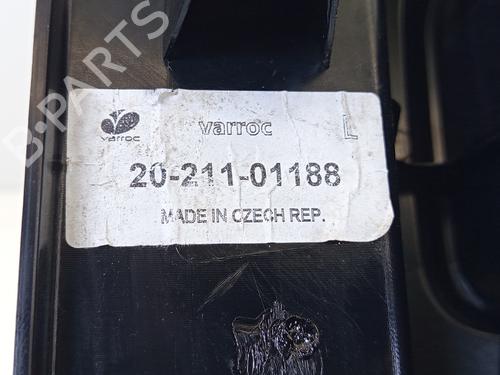 B-PARTS
varroc
varroc L
20-211-01188
MADE IN CZECH REP.